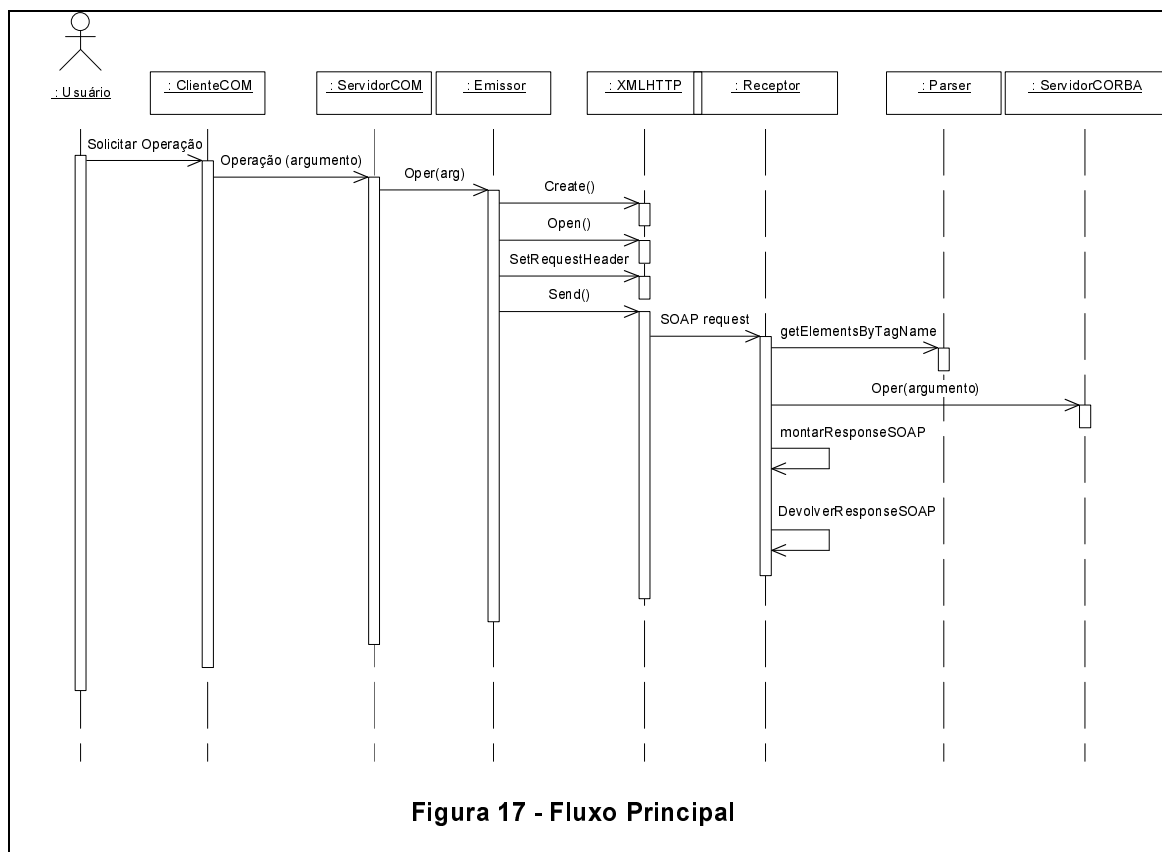 : Usuário
: ClienteCOM
: ServidorCOM
: Emissor
: XMLHTTP
: Receptor
: Parser
: ServidorCORBA
Solicitar Operação
Operação (argumento)
Oper(arg)
Create()
Open()
SetRequestHeader
Send()
SOAP request
getElementsByTagName
Oper(argumento)
montarResponseSOAP
DevolverResponseSOAP
Figura 17 - Fluxo Principal